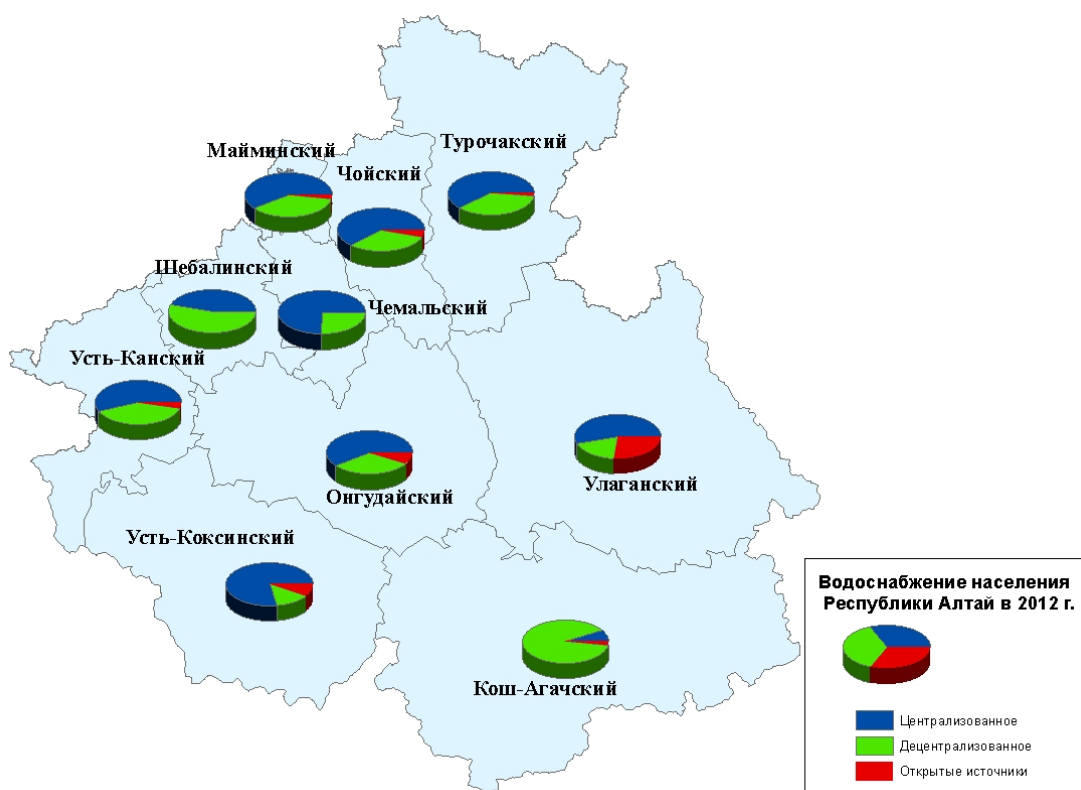 Турочакский
Майминский
Чойский
Шебалинский
Чемальский
Усть-Канский
Улаганский
Онгудайский
Усть-Коксинский
Кош-Агачский
Водоснабжение населения
Республики Алтай в 2012 г.
Централизованное
Децентрализованное
Открытые источники